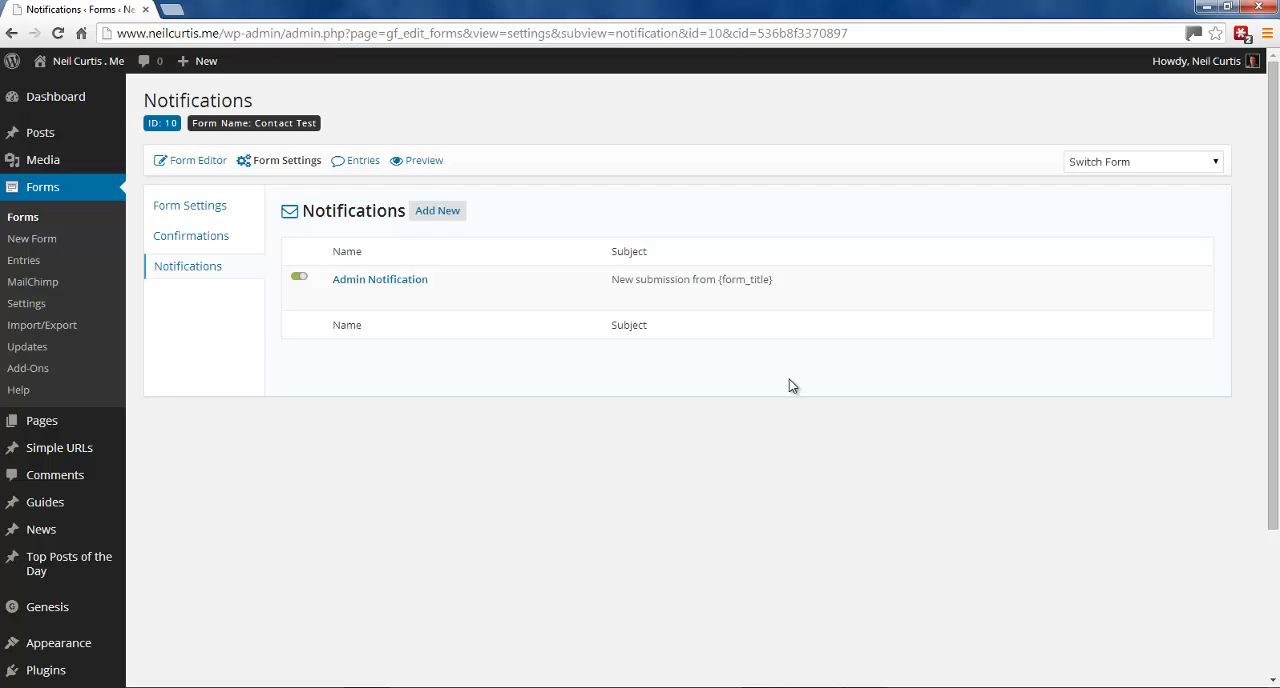 Notifications ‹ Forms ‹ Ne
www.neilcurtis.me/wp-admin/admin.php?page=gf_edit_forms&view=settings&subview=notification&id=10&cid=536b8f3370897
2
Neil Curtis . Me
0
New
Howdy, Neil Curtis
Dashboard
Posts
Media
Forms
Forms
New Form
Entries
MailChimp
Settings
Import/Export
Updates
Add-Ons
Help
Pages
Simple URLs
Comments
Guides
News
Top Posts of the
Day
Genesis
Appearance
Plugins
Notifications
ID: 10 Form Name: Contact Test
Form Editor Form Settings Entries Preview
Switch Form
Form Settings
Confirmations
Notifications
Notifications Add New
Name Subject
Admin Notification New submission from {form_title}
Name Subject